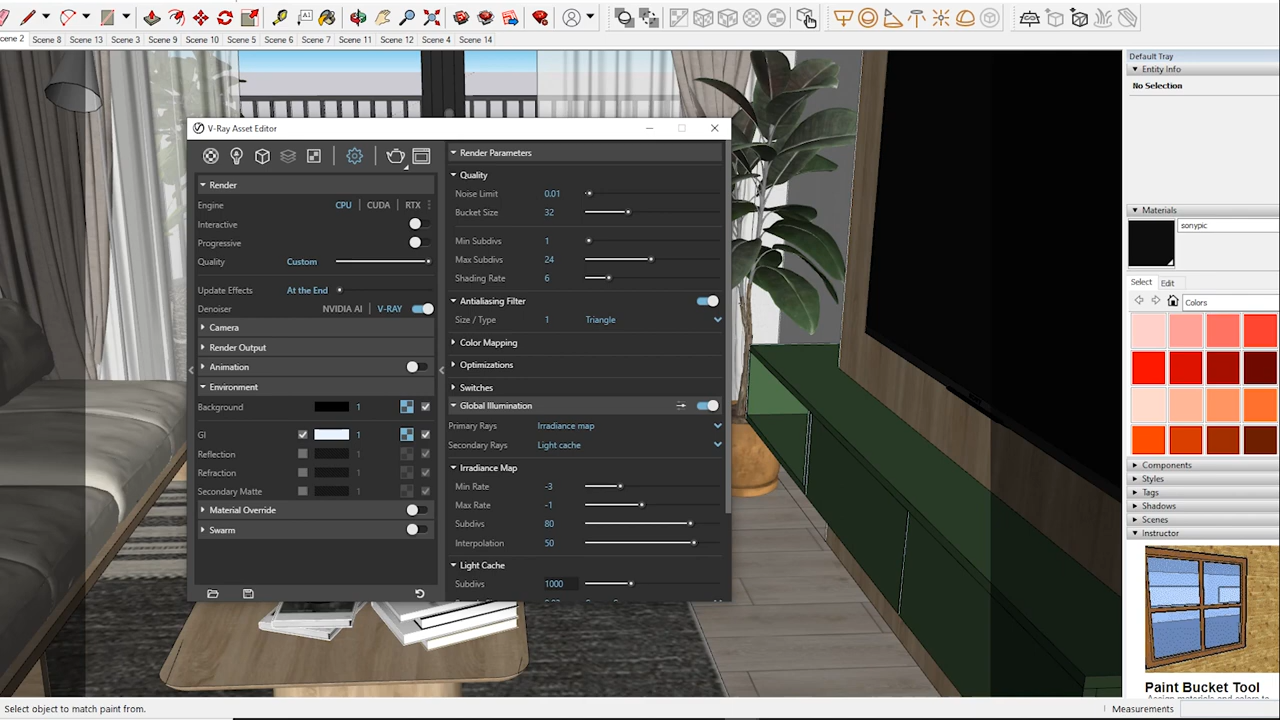 Scene 2 Scene 8 Scene 13 Scene 3 Scene 9 Scene 10 Scene 5 Scene 6 Scene 7 Scene 11 Scene 12 Scene 4 Scene 14
V-Ray Asset Editor
Render
Engine CPU | CUDA | RTX
Interactive
Progressive
Quality Custom
Update Effects At the End
Denoiser NVIDIA AI | V-RAY
Camera
Render Output
Animation
Environment
Background 1
GI 1
Reflection 1
Refraction 1
Secondary Matte 1
Material Override
Swarm
Render Parameters
Quality
Noise Limit 0.01
Bucket Size 32
Min Subdivs 1
Max Subdivs 24
Shading Rate 6
Antialiasing Filter
Size / Type 1 Triangle
Color Mapping
Optimizations
Switches
Global Illumination
Primary Rays Irradiance map
Secondary Rays Light cache
Irradiance Map
Min Rate -3
Max Rate -1
Subdivs 80
Interpolation 50
Light Cache
Subdivs 1000
Default Tray
Entity Info
No Selection
Materials
sonypic
Select Edit
Colors
Components
Styles
Tags
Shadows
Scenes
Instructor
Paint Bucket Tool
Select object to match paint from.
Measurements